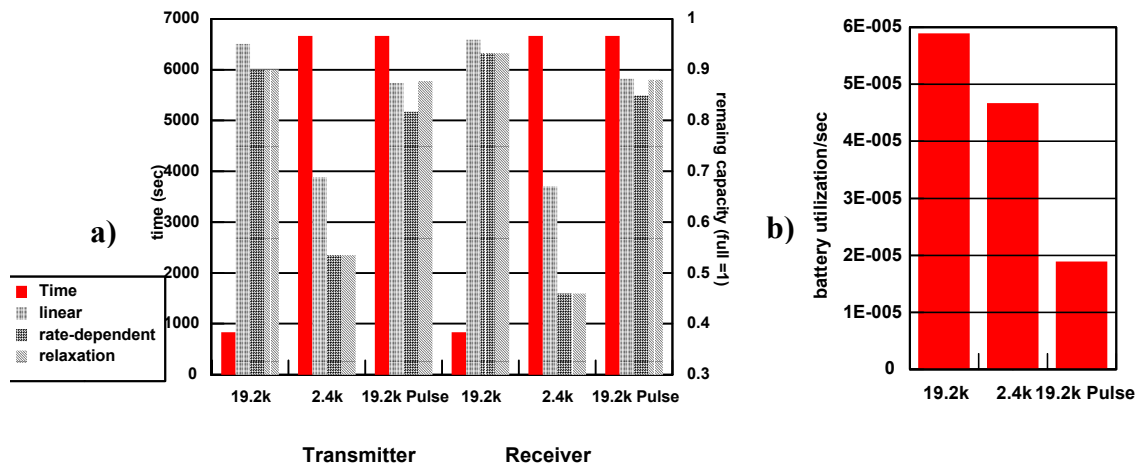 a)
time (sec)
7000
6000
5000
4000
3000
2000
1000
0
1
0.9
0.8
0.7
0.6
0.5
0.4
0.3
remaing capacity (full =1)
Time
linear
rate-dependent
relaxation
19.2k 2.4k 19.2k Pulse 19.2k 2.4k 19.2k Pulse
Transmitter Receiver
b)
battery utilization/sec
6E-005
5E-005
4E-005
3E-005
2E-005
1E-005
0
19.2k 2.4k 19.2k Pulse